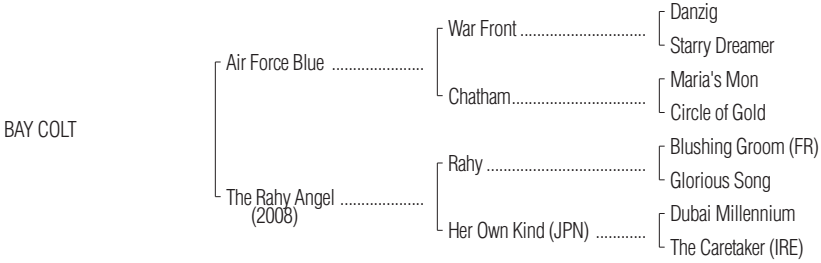 Danzig
War Front ..............................
Starry Dreamer
Air Force Blue ......................
Maria's Mon
Chatham................................
Circle of Gold
BAY COLT
Blushing Groom (FR)
Rahy ......................................
Glorious Song
The Rahy Angel ....................
(2008)
Dubai Millennium
Her Own Kind (JPN) ............
The Caretaker (IRE)